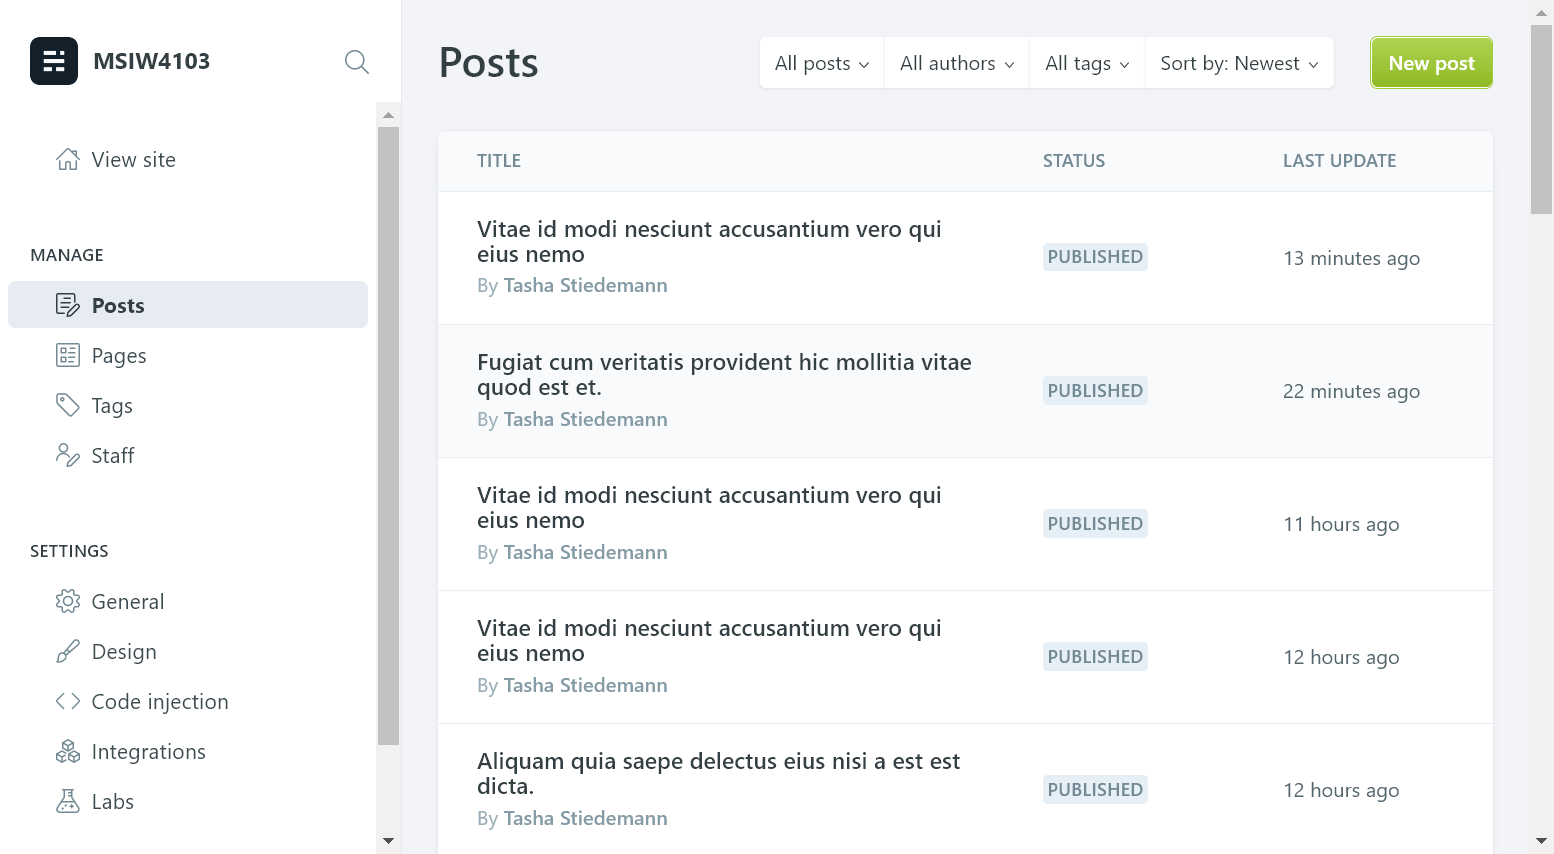 MSIW4103
View site
MANAGE
Posts
Pages
Tags
Staff
SETTINGS
General
Design
Code injection
Integrations
Labs
Posts
All posts
All authors
All tags
Sort by: Newest
New post
TITLE
STATUS
LAST UPDATE
Vitae id modi nesciunt accusantium vero qui
eius nemo
By Tasha Stiedemann
PUBLISHED
13 minutes ago
Fugiat cum veritatis provident hic mollitia vitae
quod est et.
By Tasha Stiedemann
PUBLISHED
22 minutes ago
Vitae id modi nesciunt accusantium vero qui
eius nemo
By Tasha Stiedemann
PUBLISHED
11 hours ago
Vitae id modi nesciunt accusantium vero qui
eius nemo
By Tasha Stiedemann
PUBLISHED
12 hours ago
Aliquam quia saepe delectus eius nisi a est est
dicta.
By Tasha Stiedemann
PUBLISHED
12 hours ago